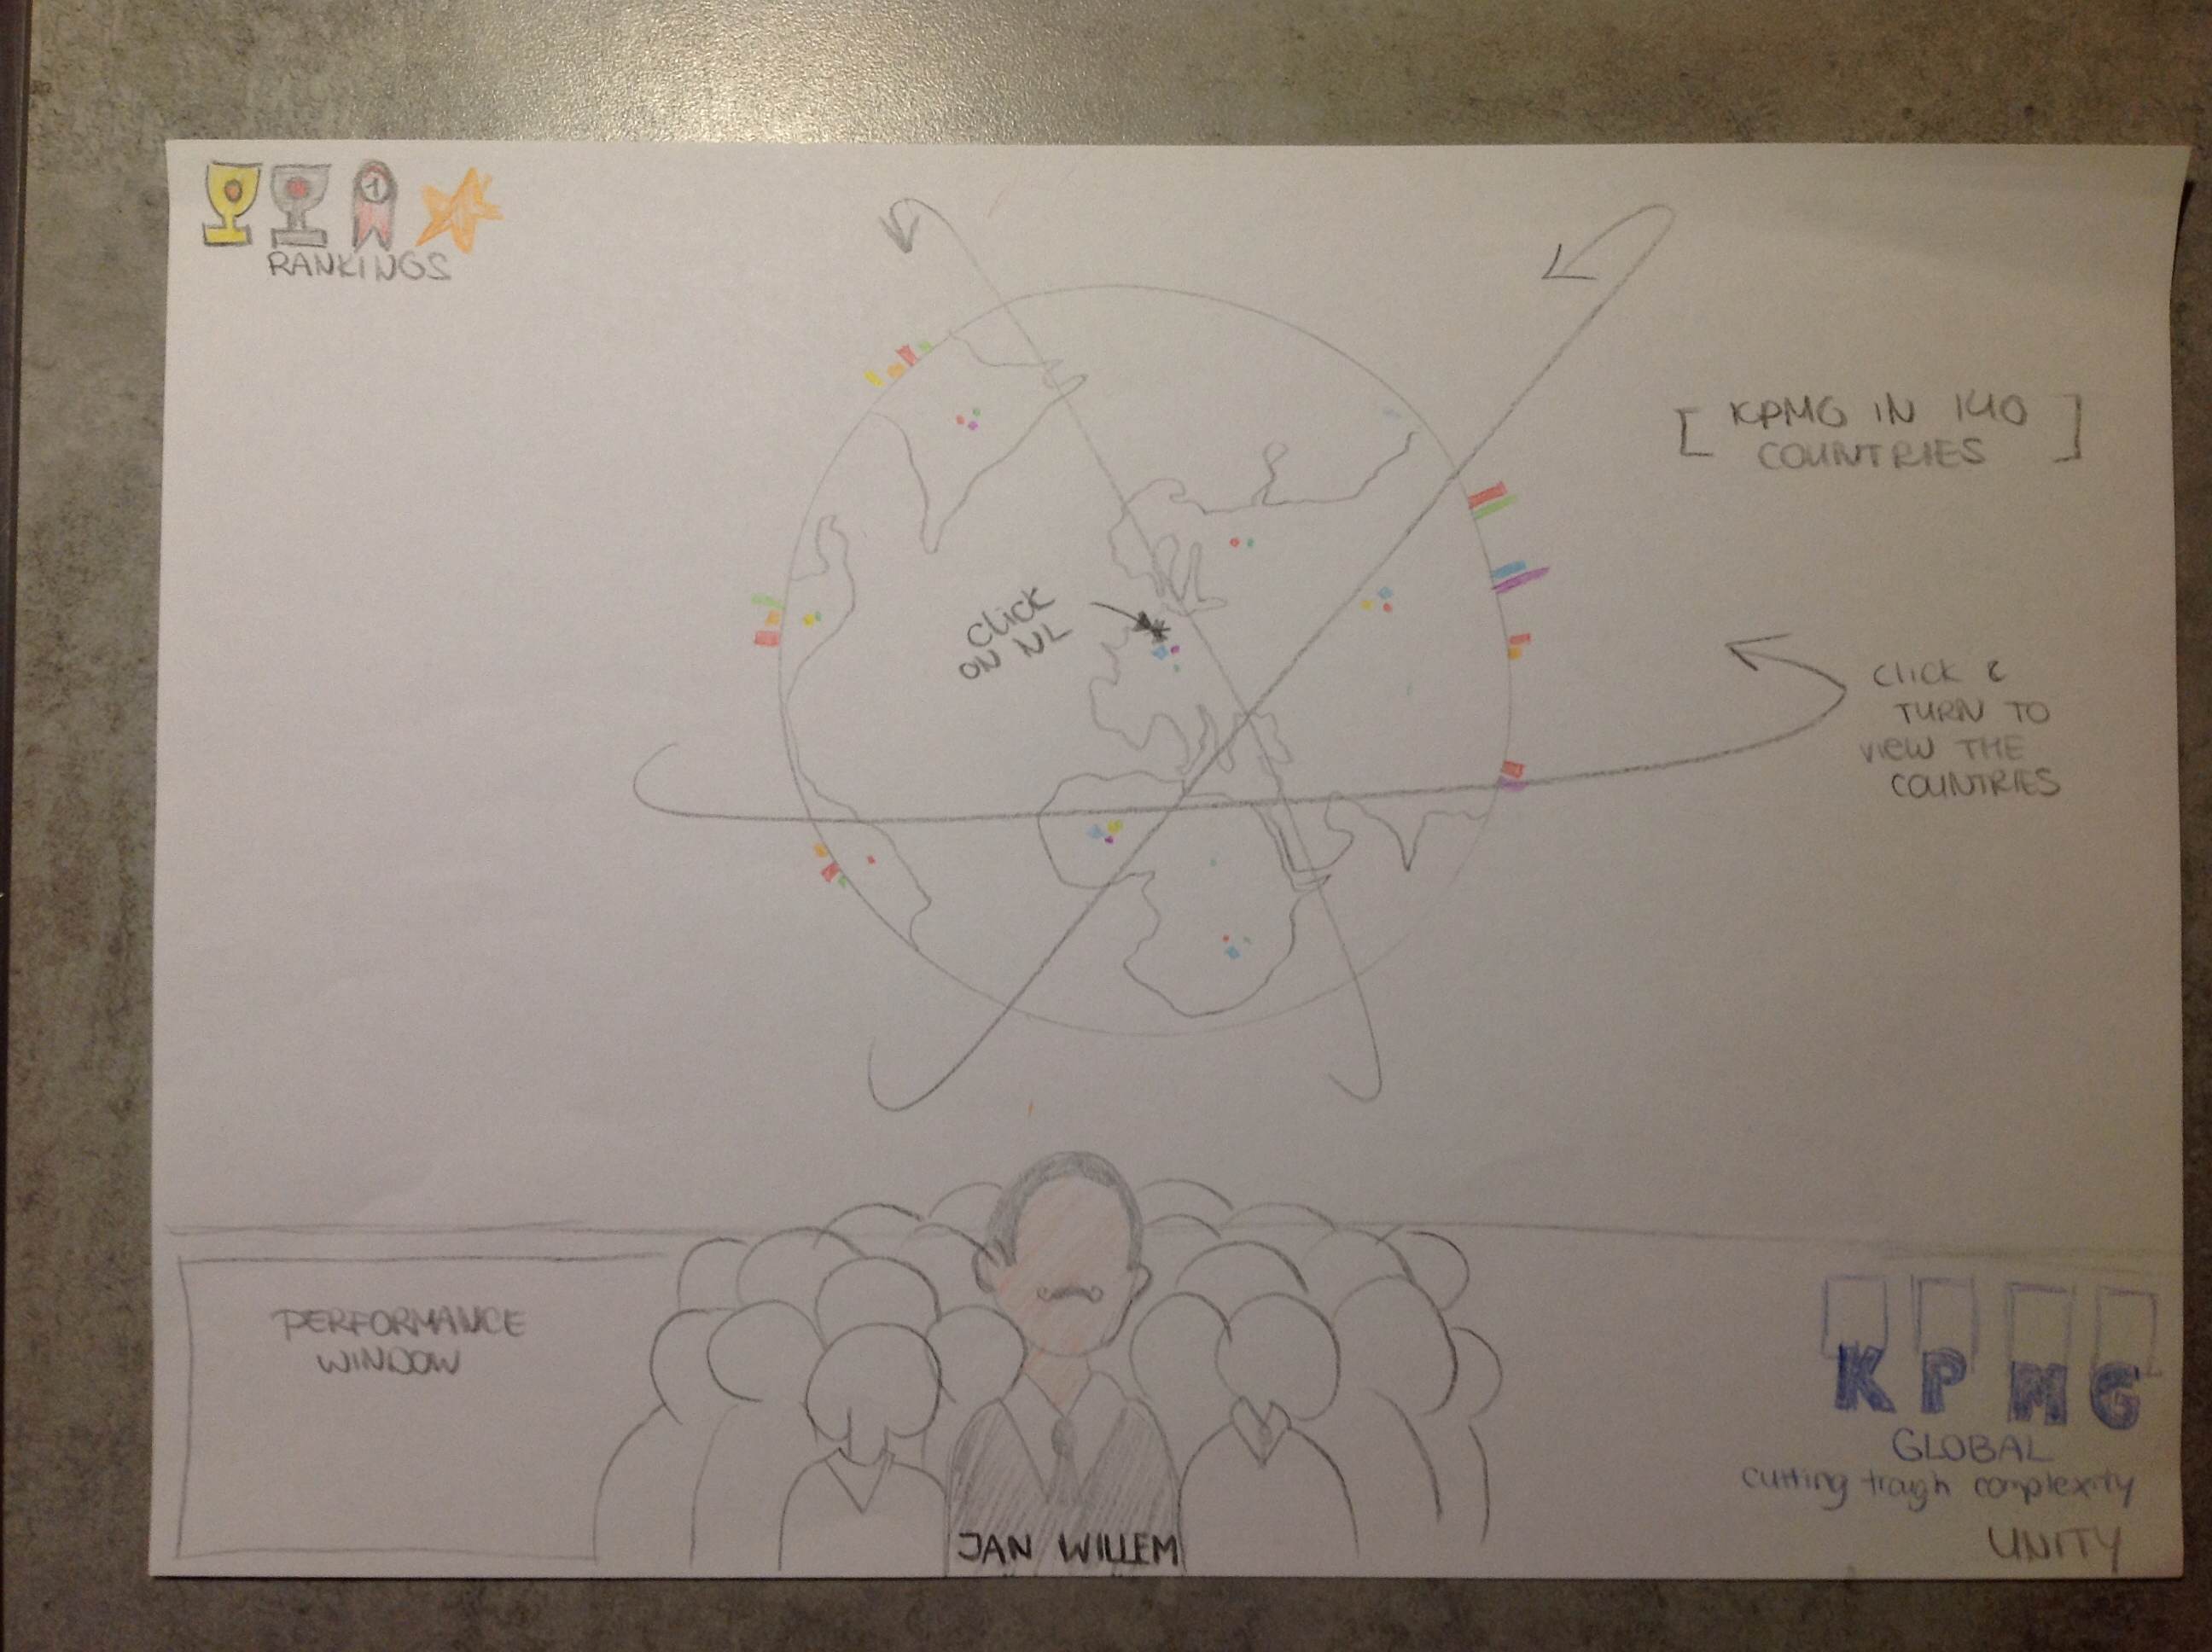 1
RANKINGS
[ KPMG IN 140
COUNTRIES ]
CLICK
ON NL
CLICK &
TURN TO
VIEW THE
COUNTRIES
PERFORMANCE
WINDOW
JAN WILLEM
KPMG
GLOBAL
cutting trough complexity
UNITY